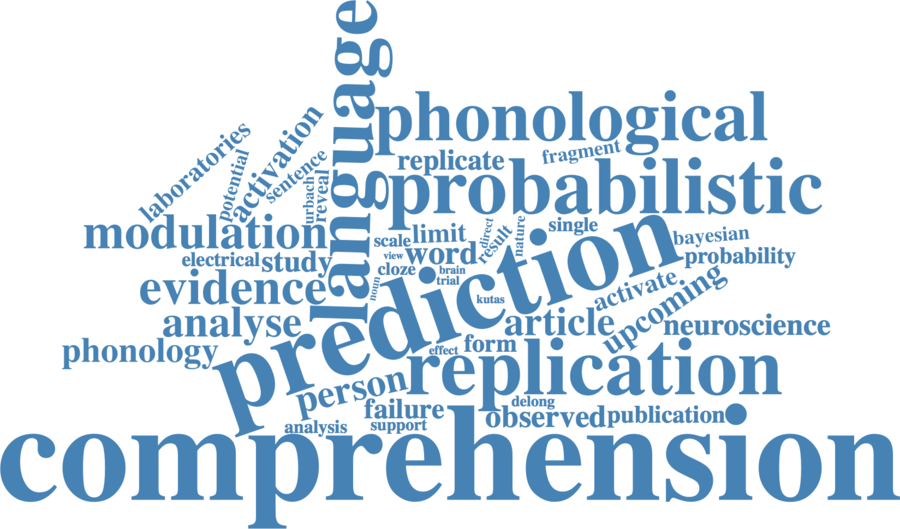 language
phonological
laboratories
potential
activation
sentence
urbach
reveal
replicate
fragment
probabilistic
modulation
electrical
study
scale
limit
direct
result
nature
single
view
word
bayesian
probability
cloze
brain
trial
noun
evidence
prediction
kutas
activate
upcoming
analyse
article
neuroscience
phonology
effect
form
person
replication
failure
delong
observed
publication
analysis
support
comprehension